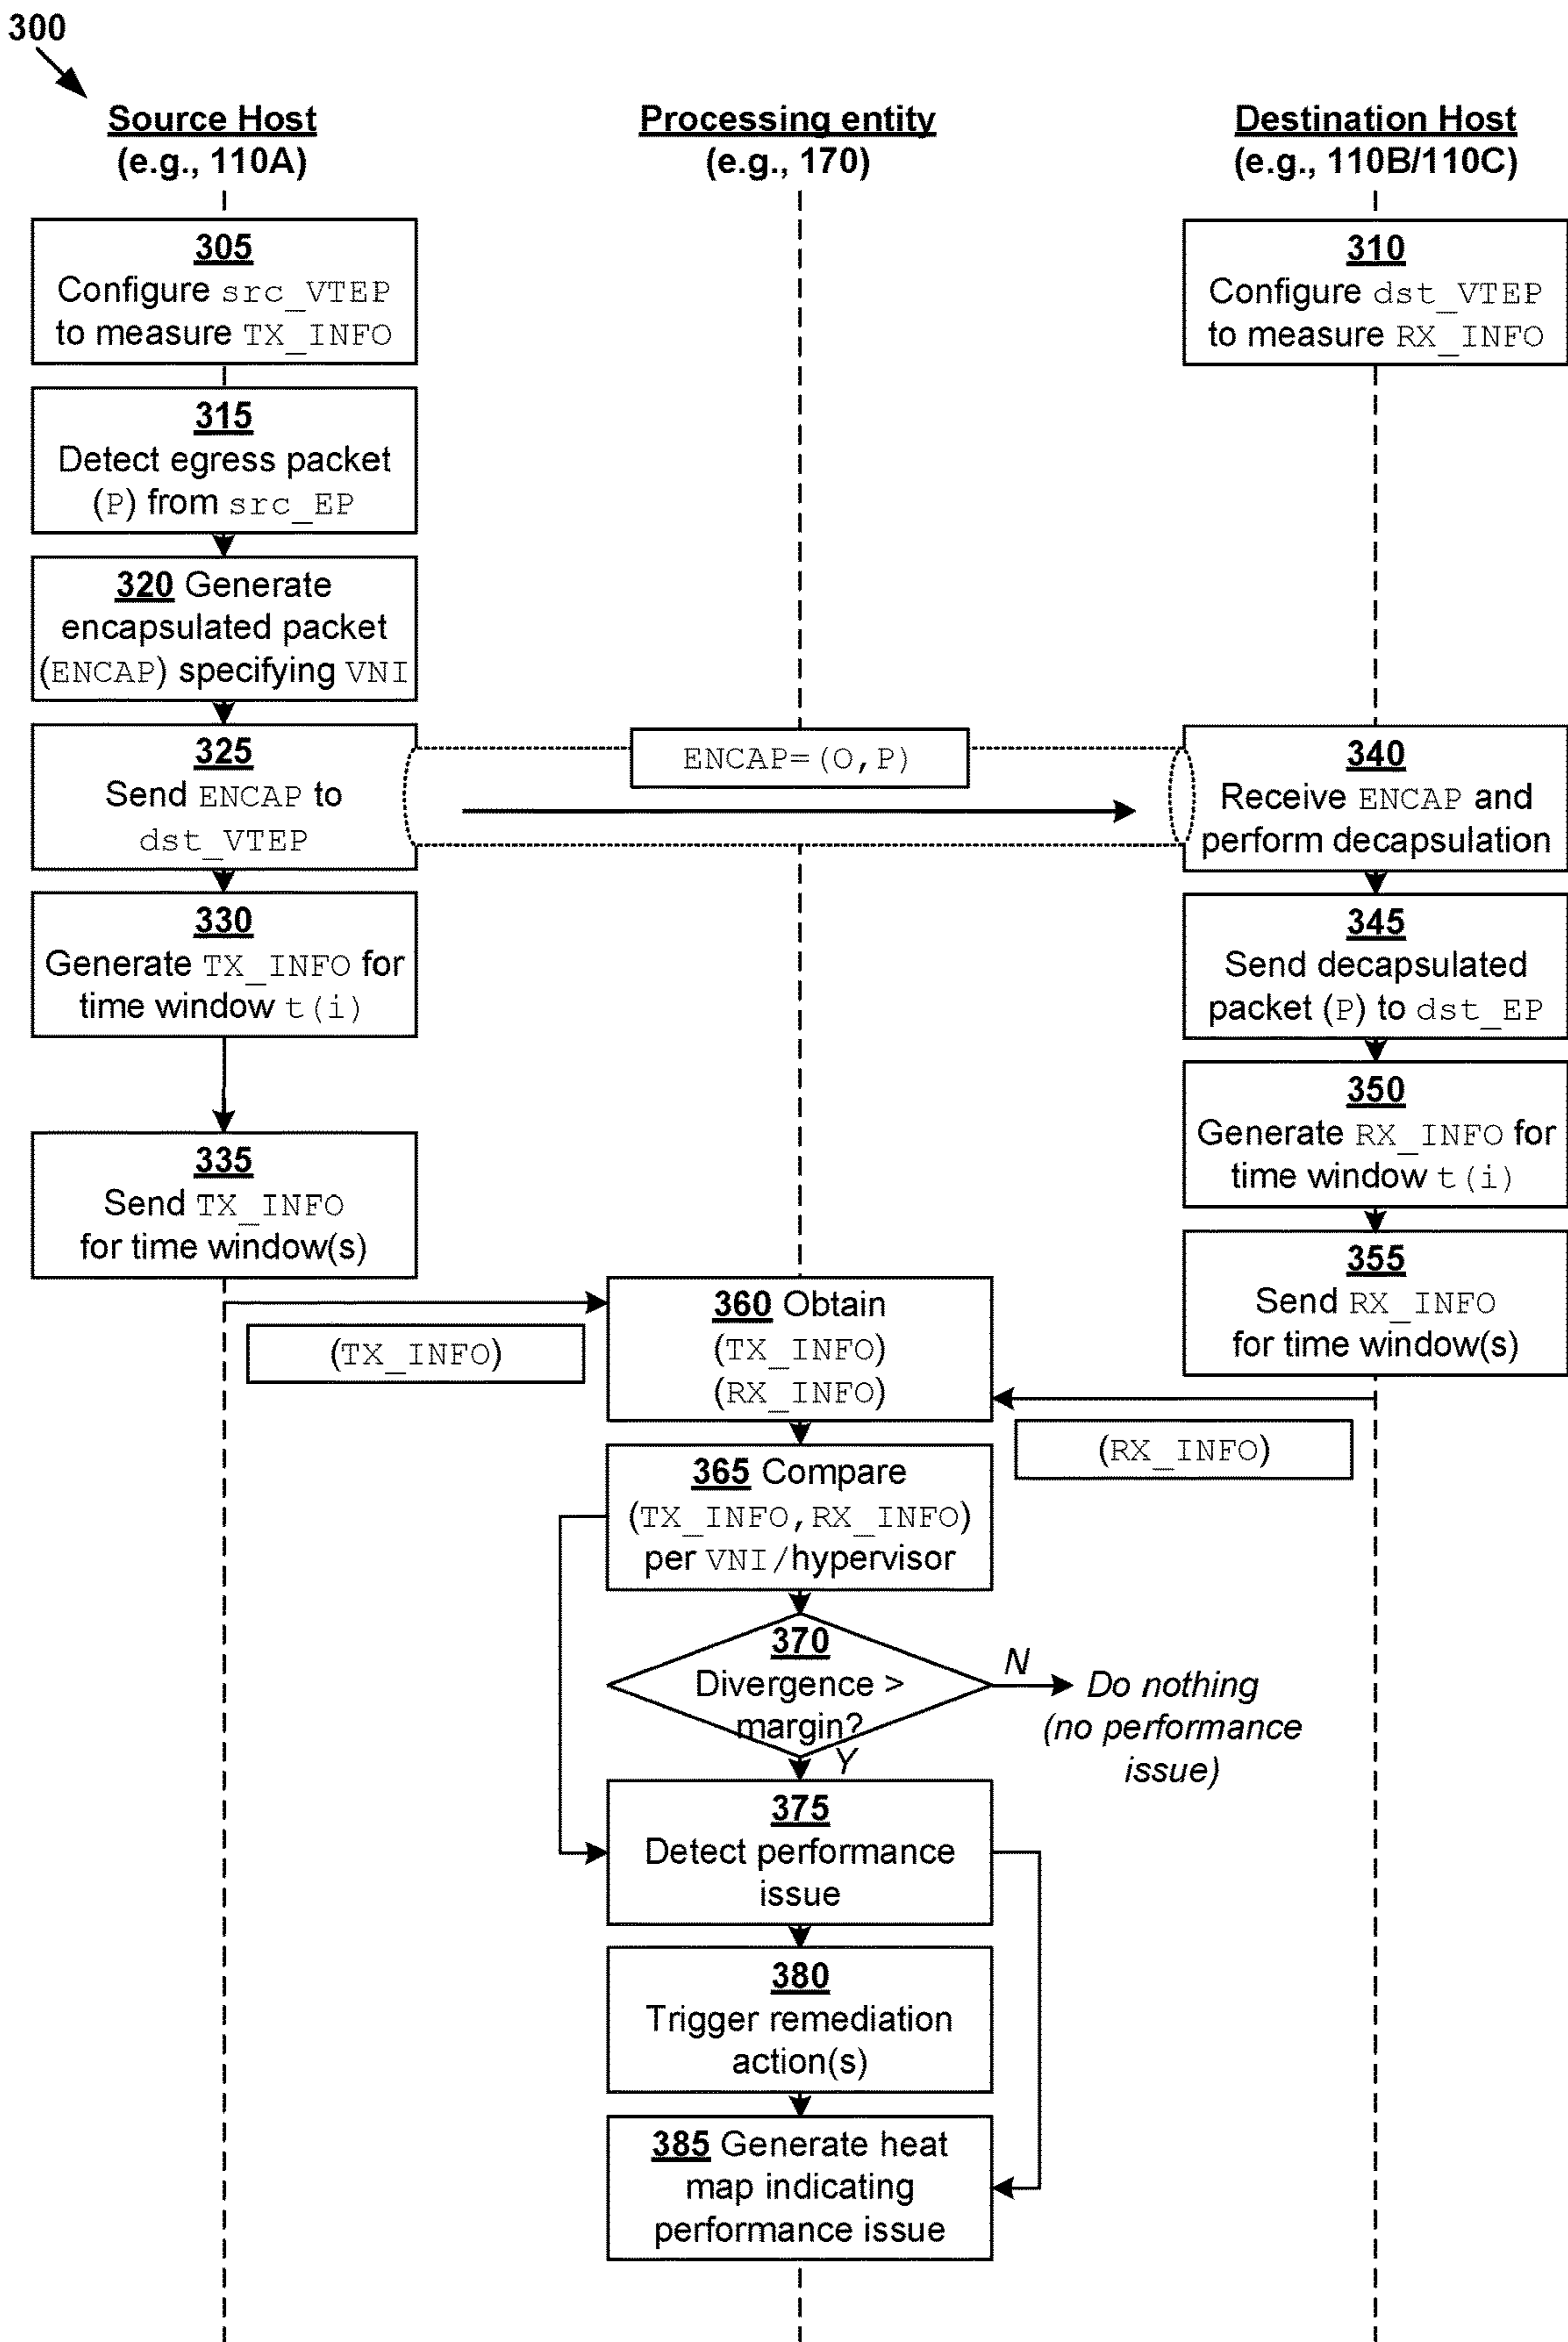 300
Source Host
(e.g., 110A)
Processing entity
(e.g., 170)
Destination Host
(e.g., 110B/110C)
305
Configure src_VTEP
to measure TX_INFO
310
Configure dst_VTEP
to measure RX_INFO
315
Detect egress packet
(P) from src_EP
320 Generate
encapsulated packet
(ENCAP) specifying VNI
325
Send ENCAP to
dst_VTEP
ENCAP=(O,P)
340
Receive ENCAP and
perform decapsulation
330
Generate TX_INFO for
time window t(i)
345
Send decapsulated
packet (P) to dst_EP
350
Generate RX_INFO for
time window t(i)
335
Send TX_INFO
for time window(s)
355
Send RX_INFO
for time window(s)
(TX_INFO)
360 Obtain
(TX_INFO)
(RX_INFO)
(RX_INFO)
365 Compare
(TX_INFO,RX_INFO)
per VNI/hypervisor
370
Divergence >
margin?
N
Do nothing
(no performance
issue)
Y
375
Detect performance
issue
380
Trigger remediation
action(s)
385 Generate heat
map indicating
performance issue